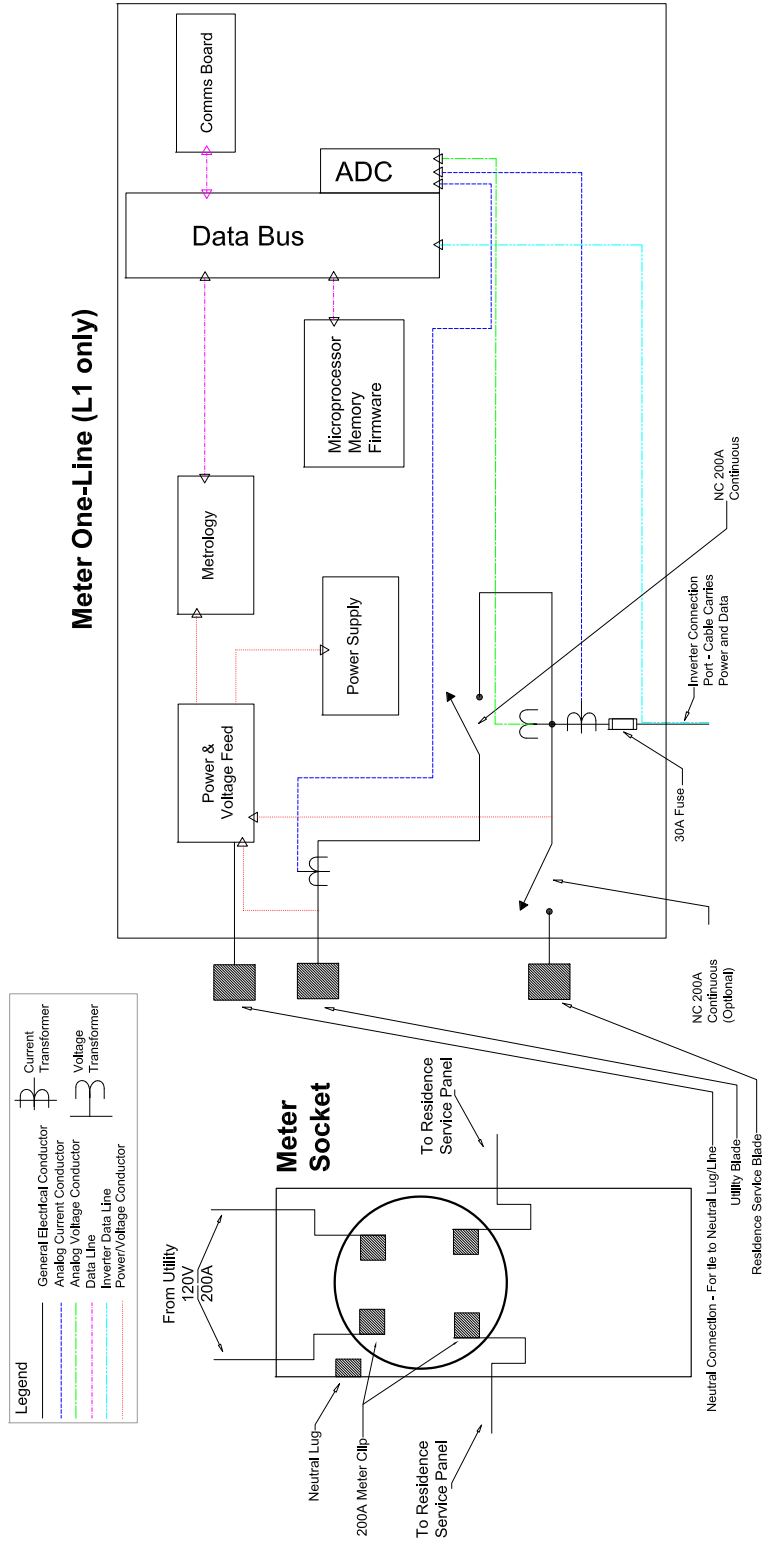 Meter One-Line (L1 only)
Legend
General Electrical Conductor
Analog Current Conductor
Analog Voltage Conductor
Data Line
Inverter Data Line
Power/Voltage Conductor
Current
Transformer
Voltage
Transformer
Meter
Socket
From Utility
120V
200A
Neutral Lug
200A Meter Clip
To Residence
Service Panel
To Residence
Service Panel
Neutral Connection - For tie to Neutral Lug/Line
Utility Blade
Residence Service Blade
Power &
Voltage Feed
Metrology
Power Supply
Microprocessor
Memory
Firmware
Data Bus
ADC
Comms Board
NC 200A
Continuous
(Optional)
30A Fuse
Inverter Connection
Port - Cable Carries
Power and Data
NC 200A
Continuous